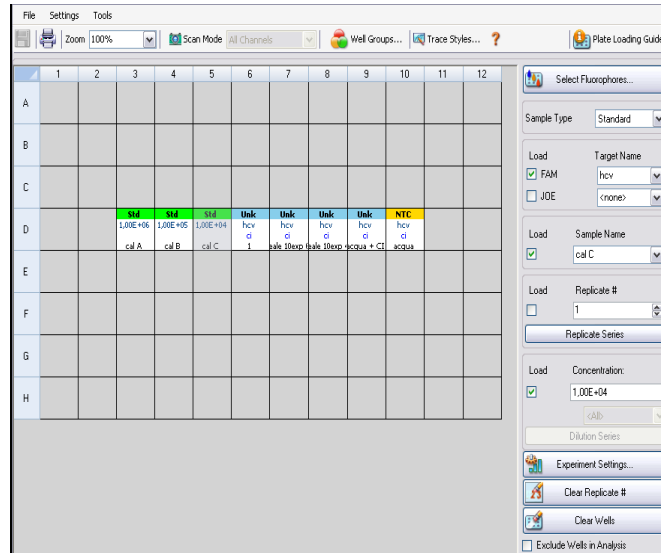 File Settings Tools
Zoom 100% Scan Mode All Channels Well Groups... Trace Styles... ? Plate Loading Guide
1 2 3 4 5 6 7 8 9 10 11 12
Select Fluorophores...
A
Sample Type Standard
B
Load Target Name
FAM hcv
C
JOE <none>
Std Std Std Unk Unk Unk Unk NTC
D
1,00E+06 1,00E+05 1,00E+04 hcv hcv hcv hcv hcv
ci ci ci ci ci
cal A cal B cal C 1 eale 10exp eale 10exp acqua + CI acqua
Load Sample Name
cal C
E
Load Replicate #
F
1
Replicate Series
G
Load Concentration:
H
1,00E+04
<All>
Dilution Series
Experiment Settings...
Clear Replicate #
Clear Wells
Exclude Wells in Analysis